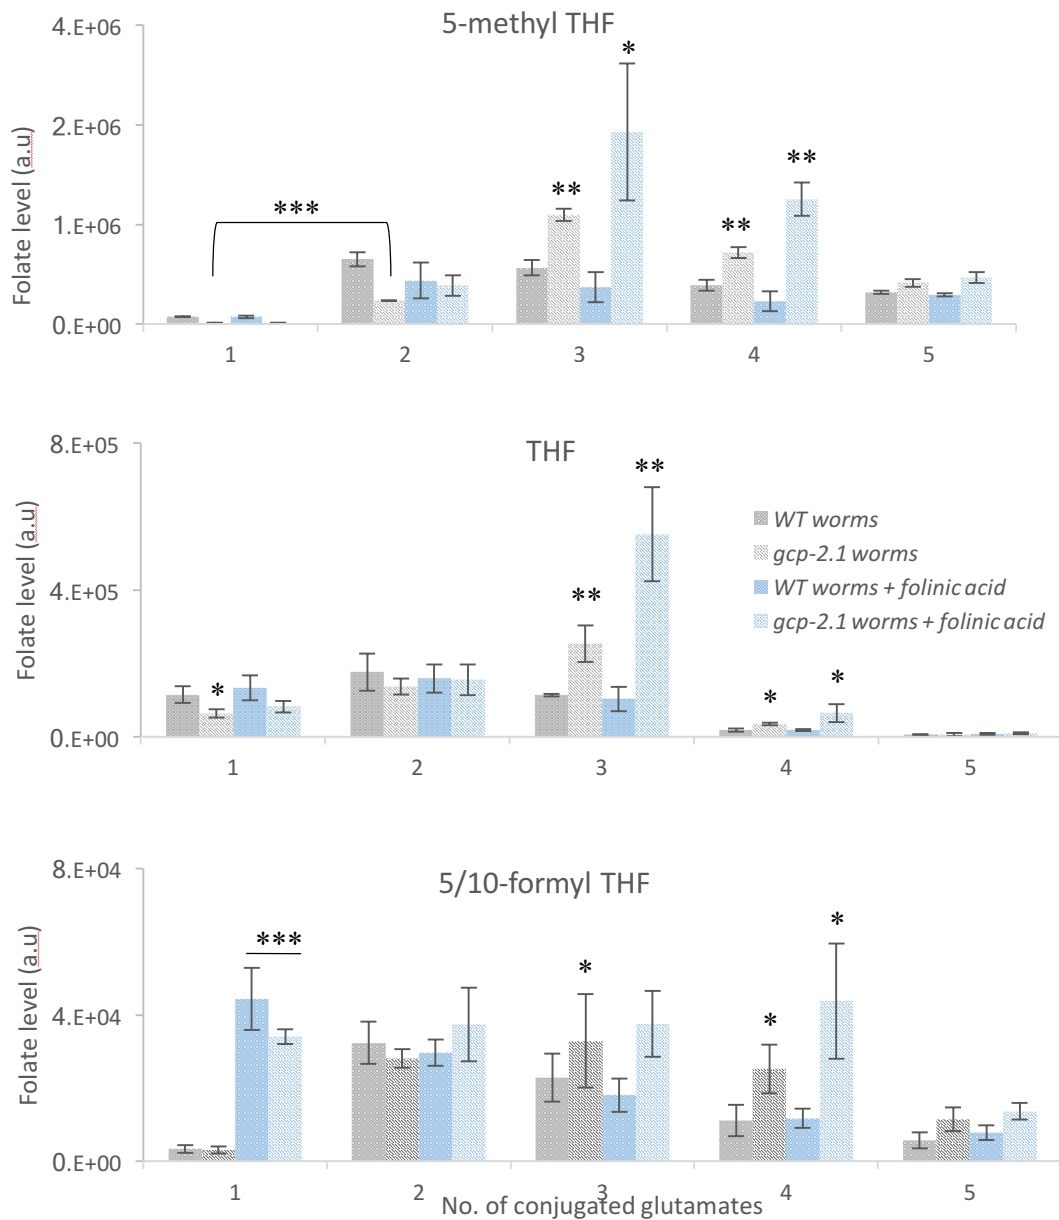 5-methyl THF
4.E+06
2.E+06
1.E+06
0.E+00
Folate level (a.u)
***
**
*
**
**
1 2 3 4 5
THF
8.E+05
4.E+05
0.E+00
Folate level (a.u)
*
**
**
*
*
WT worms
gcp-2.1 worms
WT worms + folinic acid
gcp-2.1 worms + folinic acid
1 2 3 4 5
5/10-formyl THF
8.E+04
4.E+04
0.E+00
Folate level (a.u)
***
*
*
*
1 2 3 4 5
No. of conjugated glutamates